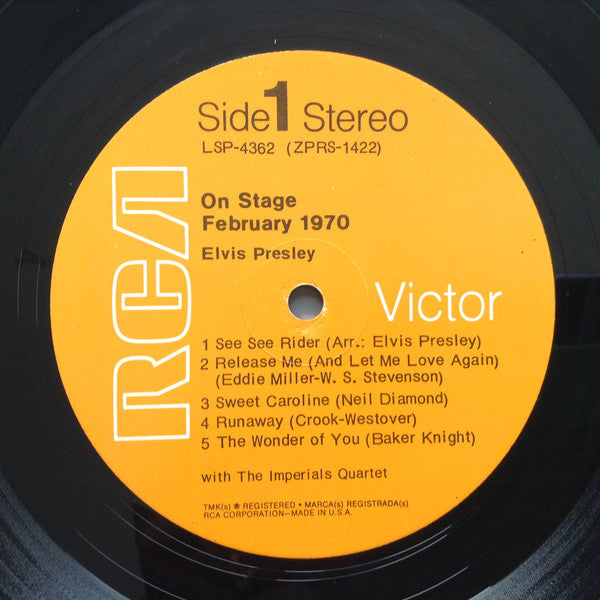 Side 1 Stereo
LSP-4362 (ZPRS-1422)
On Stage
February 1970
Elvis Presley
RCA
Victor
1 See See Rider (Arr.: Elvis Presley)
2 Release Me (And Let Me Love Again)
(Eddie Miller-W. S. Stevenson)
3 Sweet Caroline (Neil Diamond)
4 Runaway (Crook-Westover)
5 The Wonder of You (Baker Knight)
with The Imperials Quartet
TMK(s) ® REGISTERED • MARCA(s) REGISTRADA(s)
RCA CORPORATION—MADE IN U.S.A.